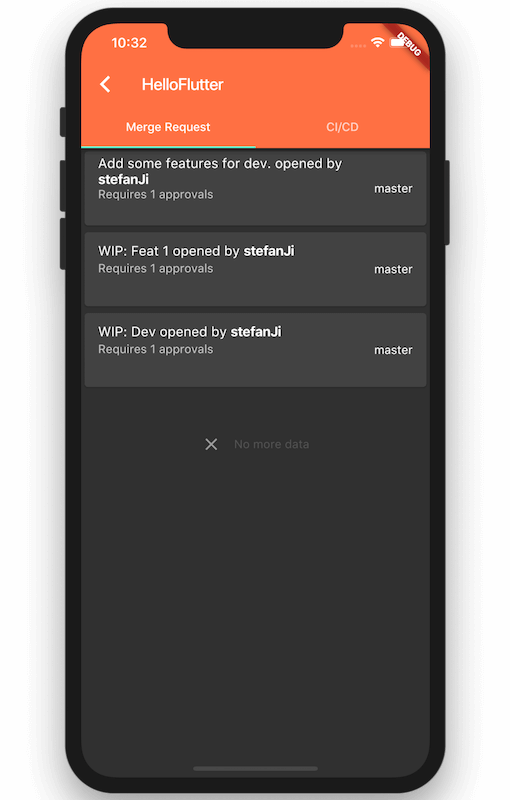 10:32
DEBUG
HelloFlutter
Merge Request
CI/CD
Add some features for dev. opened by
stefanJi
Requires 1 approvals
master
WIP: Feat 1 opened by stefanJi
Requires 1 approvals
master
WIP: Dev opened by stefanJi
Requires 1 approvals
master
No more data